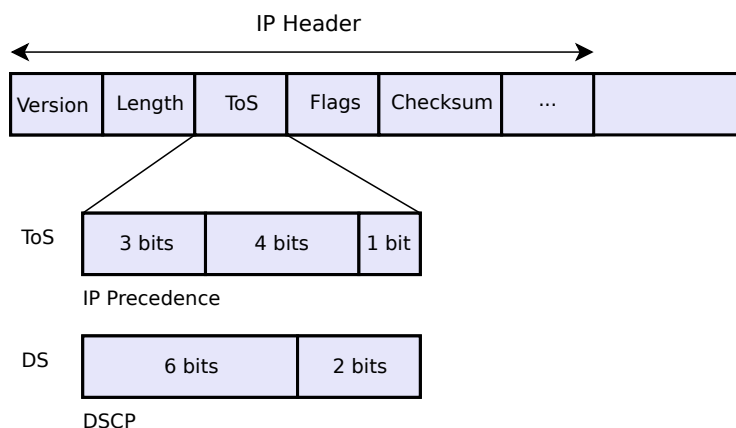 IP Header
Version Length ToS Flags Checksum ...
ToS 3 bits 4 bits 1 bit
IP Precedence
DS 6 bits 2 bits
DSCP